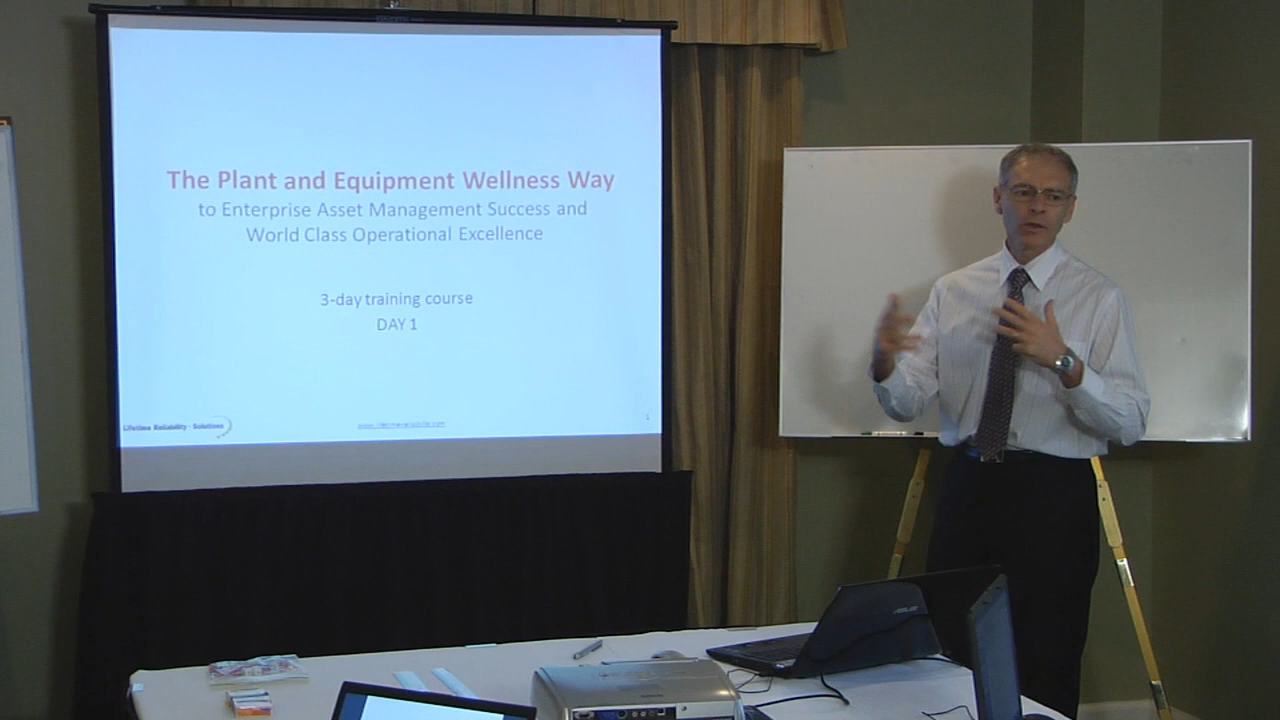 The Plant and Equipment Wellness Way
to Enterprise Asset Management Success and
World Class Operational Excellence
3-day training course
DAY 1
Lifetime Reliability · Solutions
ASUS